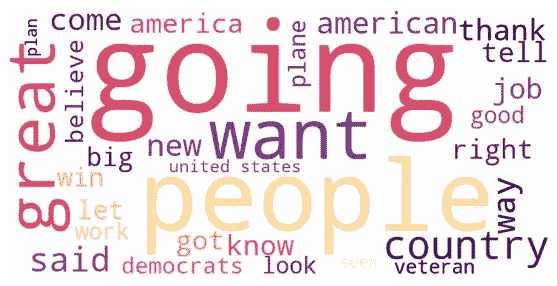 plan
come
america
american
thank
tell
great
believe
going
plane
job
good
big
new
want
right
united states
win
people
way
let
work
got
know
country
said
democrats
look
seen
veteran